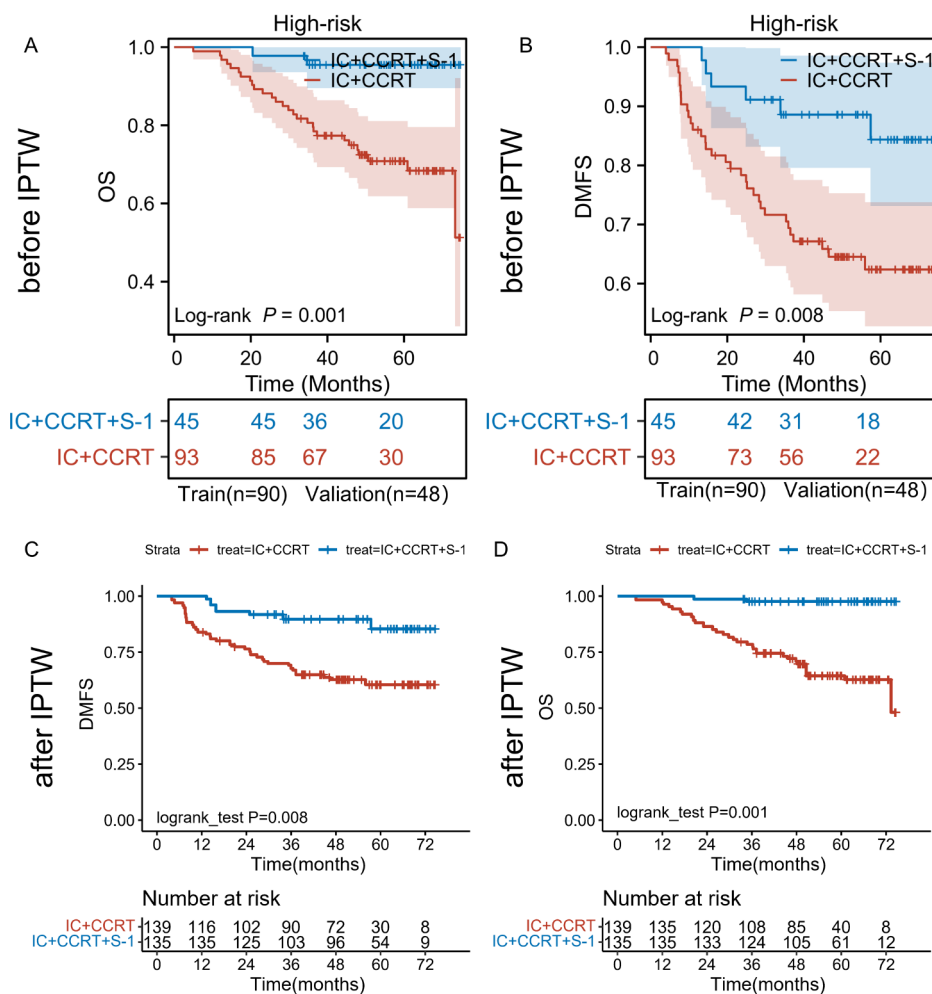 A
High-risk
before IPTW
OS
1.0
0.8
0.6
0.4
IC+CCRT+S-1
IC+CCRT
Log-rank P = 0.001
0 20 40 60
Time (Months)
IC+CCRT+S-1 45 45 36 20
IC+CCRT 93 85 67 30
Train(n=90) Valiation(n=48)
B
High-risk
before IPTW
DMFS
1.0
0.9
0.8
0.7
0.6
IC+CCRT+S-1
IC+CCRT
Log-rank P = 0.008
0 20 40 60
Time (Months)
IC+CCRT+S-1 45 42 31 18
IC+CCRT 93 73 56 22
Train(n=90) Valiation(n=48)
C
Strata treat=IC+CCRT treat=IC+CCRT+S-1
after IPTW
DMFS
1.00
0.75
0.50
0.25
0.00
logrank_test P=0.008
0 12 24 36 48 60 72
Time(months)
Number at risk
IC+CCRT 139 116 102 90 72 30 8
IC+CCRT+S-1 135 135 125 103 96 54 9
0 12 24 36 48 60 72
Time(months)
D
Strata treat=IC+CCRT treat=IC+CCRT+S-1
after IPTW
OS
1.00
0.75
0.50
0.25
0.00
logrank_test P=0.001
0 12 24 36 48 60 72
Time(months)
Number at risk
IC+CCRT 139 135 120 108 85 40 8
IC+CCRT+S-1 135 135 133 124 105 61 12
0 12 24 36 48 60 72
Time(months)